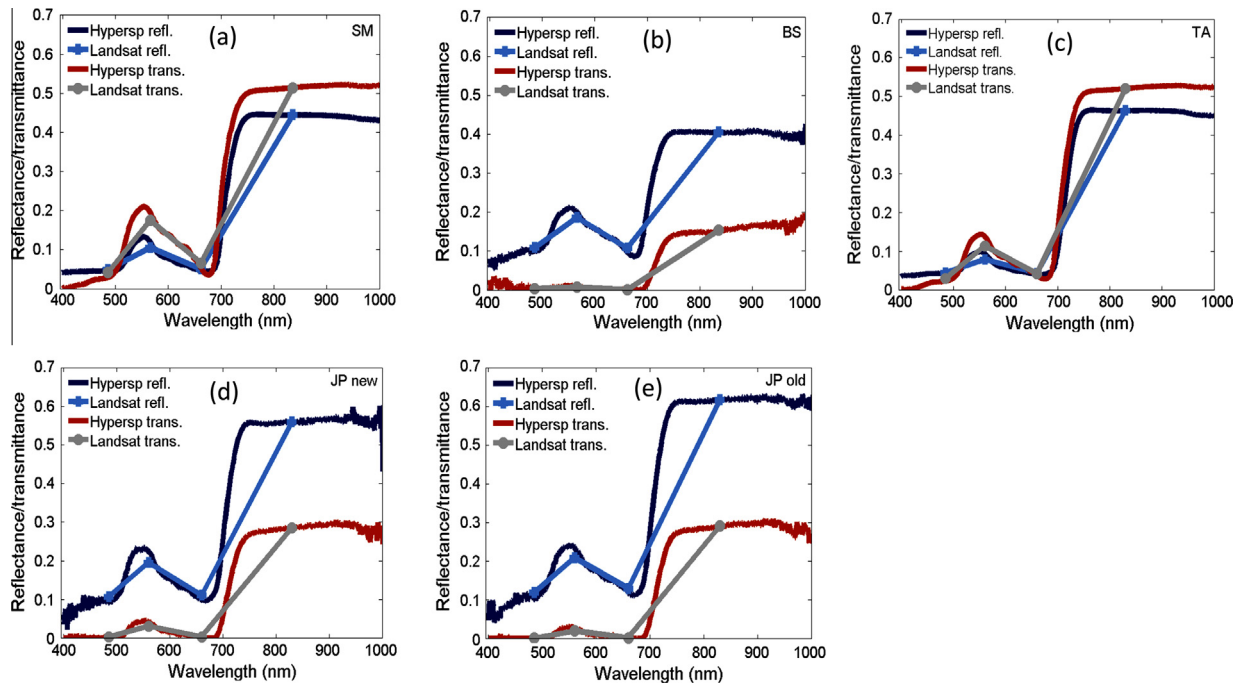 (a)
SM
Hypersp refl.
Landsat refl.
Hypersp trans.
Landsat trans.
Reflectance/transmittance
0.7
0.6
0.5
0.4
0.3
0.2
0.1
0
400 500 600 700 800 900 1000
Wavelength (nm)
(b)
BS
Hypersp refl.
Landsat refl.
Hypersp trans.
Landsat trans.
Reflectance/transmittance
0.7
0.6
0.5
0.4
0.3
0.2
0.1
0
400 500 600 700 800 900 1000
Wavelength (nm)
(c)
TA
Hypersp refl.
Landsat refl.
Hypersp trans.
Landsat trans.
Reflectance/transmittance
0.7
0.6
0.5
0.4
0.3
0.2
0.1
0
400 500 600 700 800 900 1000
Wavelength (nm)
(d)
JP new
Hypersp refl.
Landsat refl.
Hypersp trans.
Landsat trans.
Reflectance/transmittance
0.7
0.6
0.5
0.4
0.3
0.2
0.1
0
400 500 600 700 800 900 1000
Wavelength (nm)
(e)
JP old
Hypersp refl.
Landsat refl.
Hypersp trans.
Landsat trans.
Reflectance/transmittance
0.7
0.6
0.5
0.4
0.3
0.2
0.1
0
400 500 600 700 800 900 1000
Wavelength (nm)